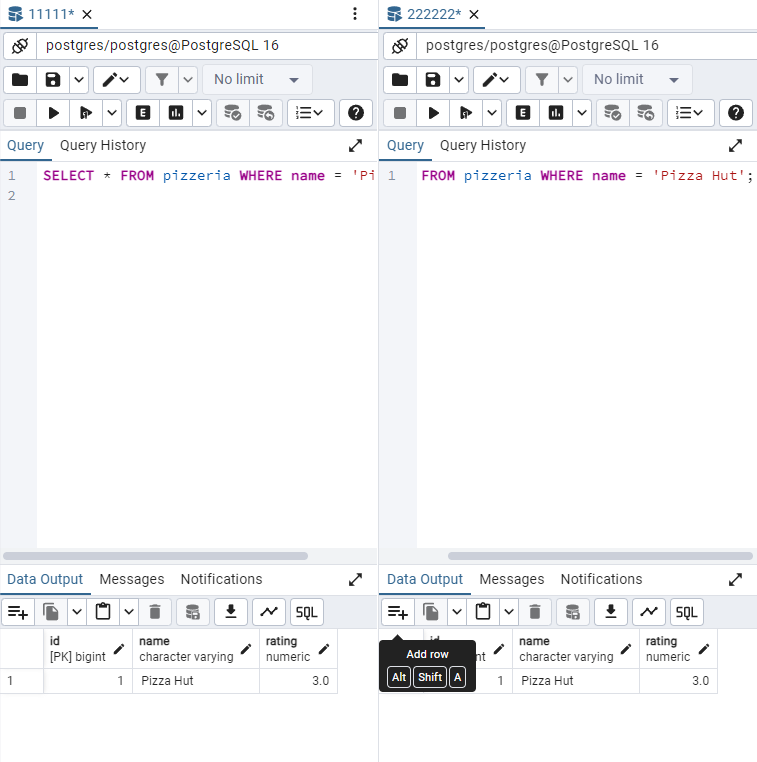 11111*
postgres/postgres@PostgreSQL 16
No limit
E
Query Query History
1 SELECT * FROM pizzeria WHERE name = 'Pi
2
Data Output Messages Notifications
SQL
id name rating
[PK] bigint character varying numeric
1 1 Pizza Hut 3.0
222222*
postgres/postgres@PostgreSQL 16
No limit
E
Query Query History
1 FROM pizzeria WHERE name = 'Pizza Hut';
Data Output Messages Notifications
SQL
Add row
Alt Shift A
name rating
character varying numeric
1 Pizza Hut 3.0